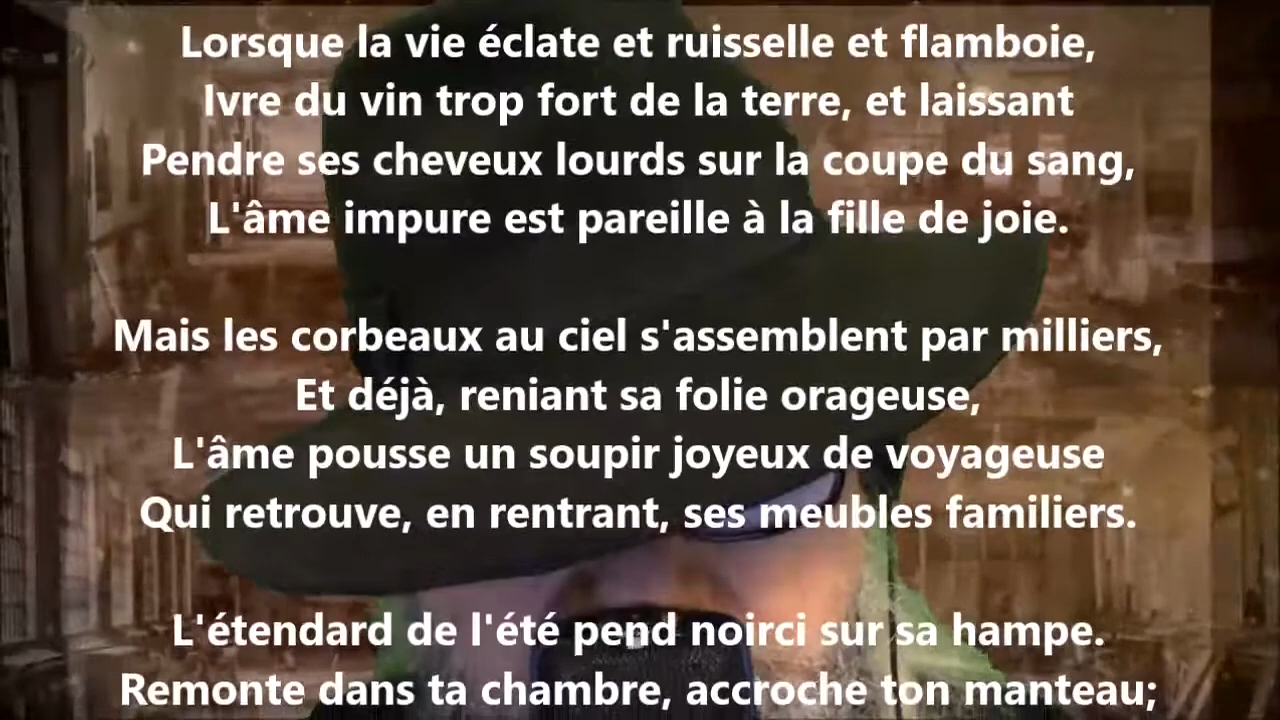 Lorsque la vie éclate et ruisselle et flamboie,
Ivre du vin trop fort de la terre, et laissant
Pendre ses cheveux lourds sur la coupe du sang,
L'âme impure est pareille à la fille de joie.
Mais les corbeaux au ciel s'assemblent par milliers,
Et déjà, reniant sa folie orageuse,
L'âme pousse un soupir joyeux de voyageuse
Qui retrouve, en rentrant, ses meubles familiers.
L'étendard de l'été pend noirci sur sa hampe.
Remonte dans ta chambre, accroche ton manteau;